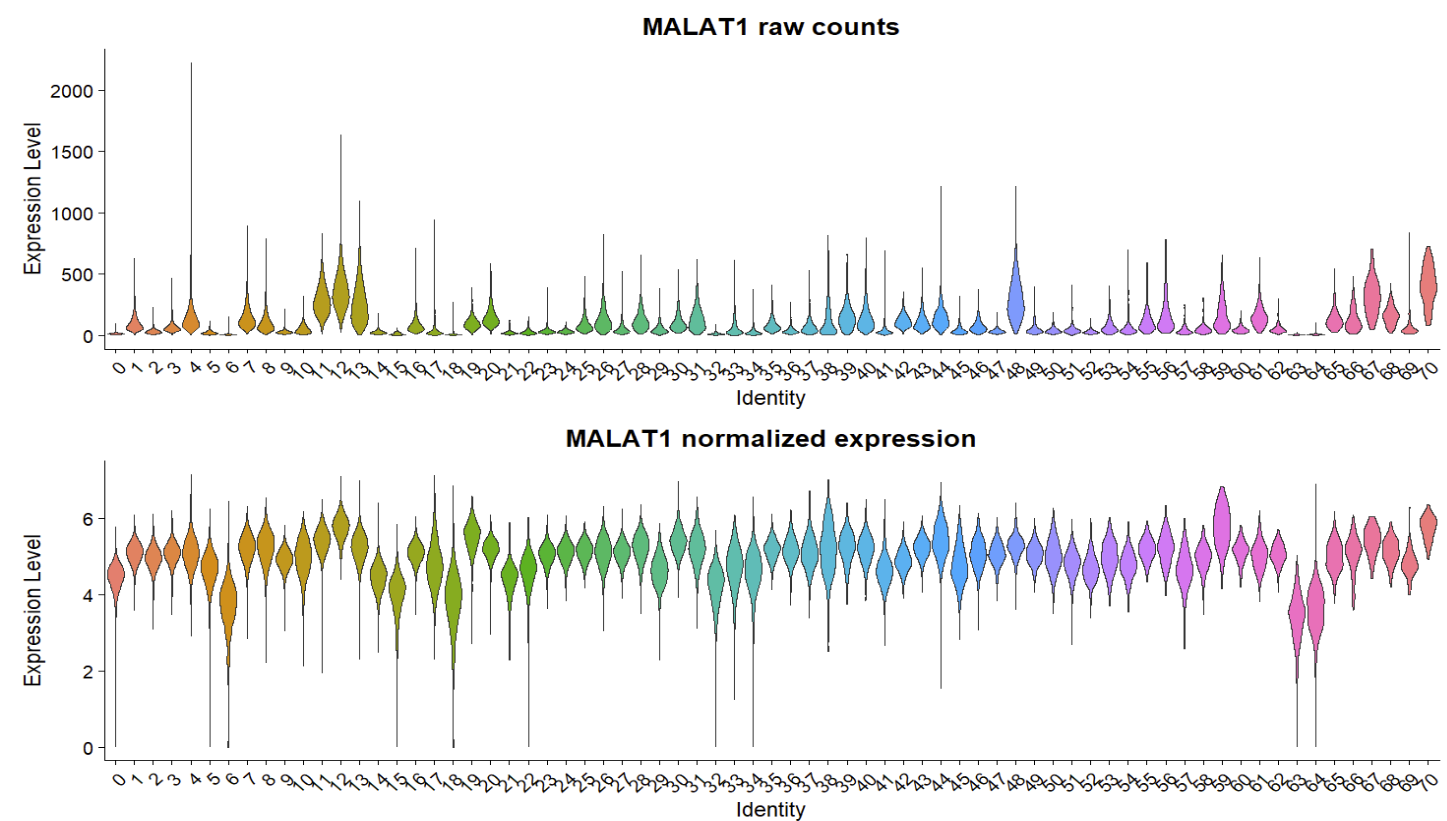 MALAT1 raw counts
Expression Level
2000
1500
1000
500
0
0 1 2 3 4 5 6 7 8 9 10 11 12 13 14 15 16 17 18 19 20 21 22 23 24 25 26 27 28 29 30 31 32 33 34 35 36 37 38 39 40 41 42 43 44 45 46 47 48 49 50 51 52 53 54 55 56 57 58 59 60 61 62 63 64 65 66 67 68 69 70
Identity
MALAT1 normalized expression
Expression Level
6
4
2
0
0 1 2 3 4 5 6 7 8 9 10 11 12 13 14 15 16 17 18 19 20 21 22 23 24 25 26 27 28 29 30 31 32 33 34 35 36 37 38 39 40 41 42 43 44 45 46 47 48 49 50 51 52 53 54 55 56 57 58 59 60 61 62 63 64 65 66 67 68 69 70
Identity